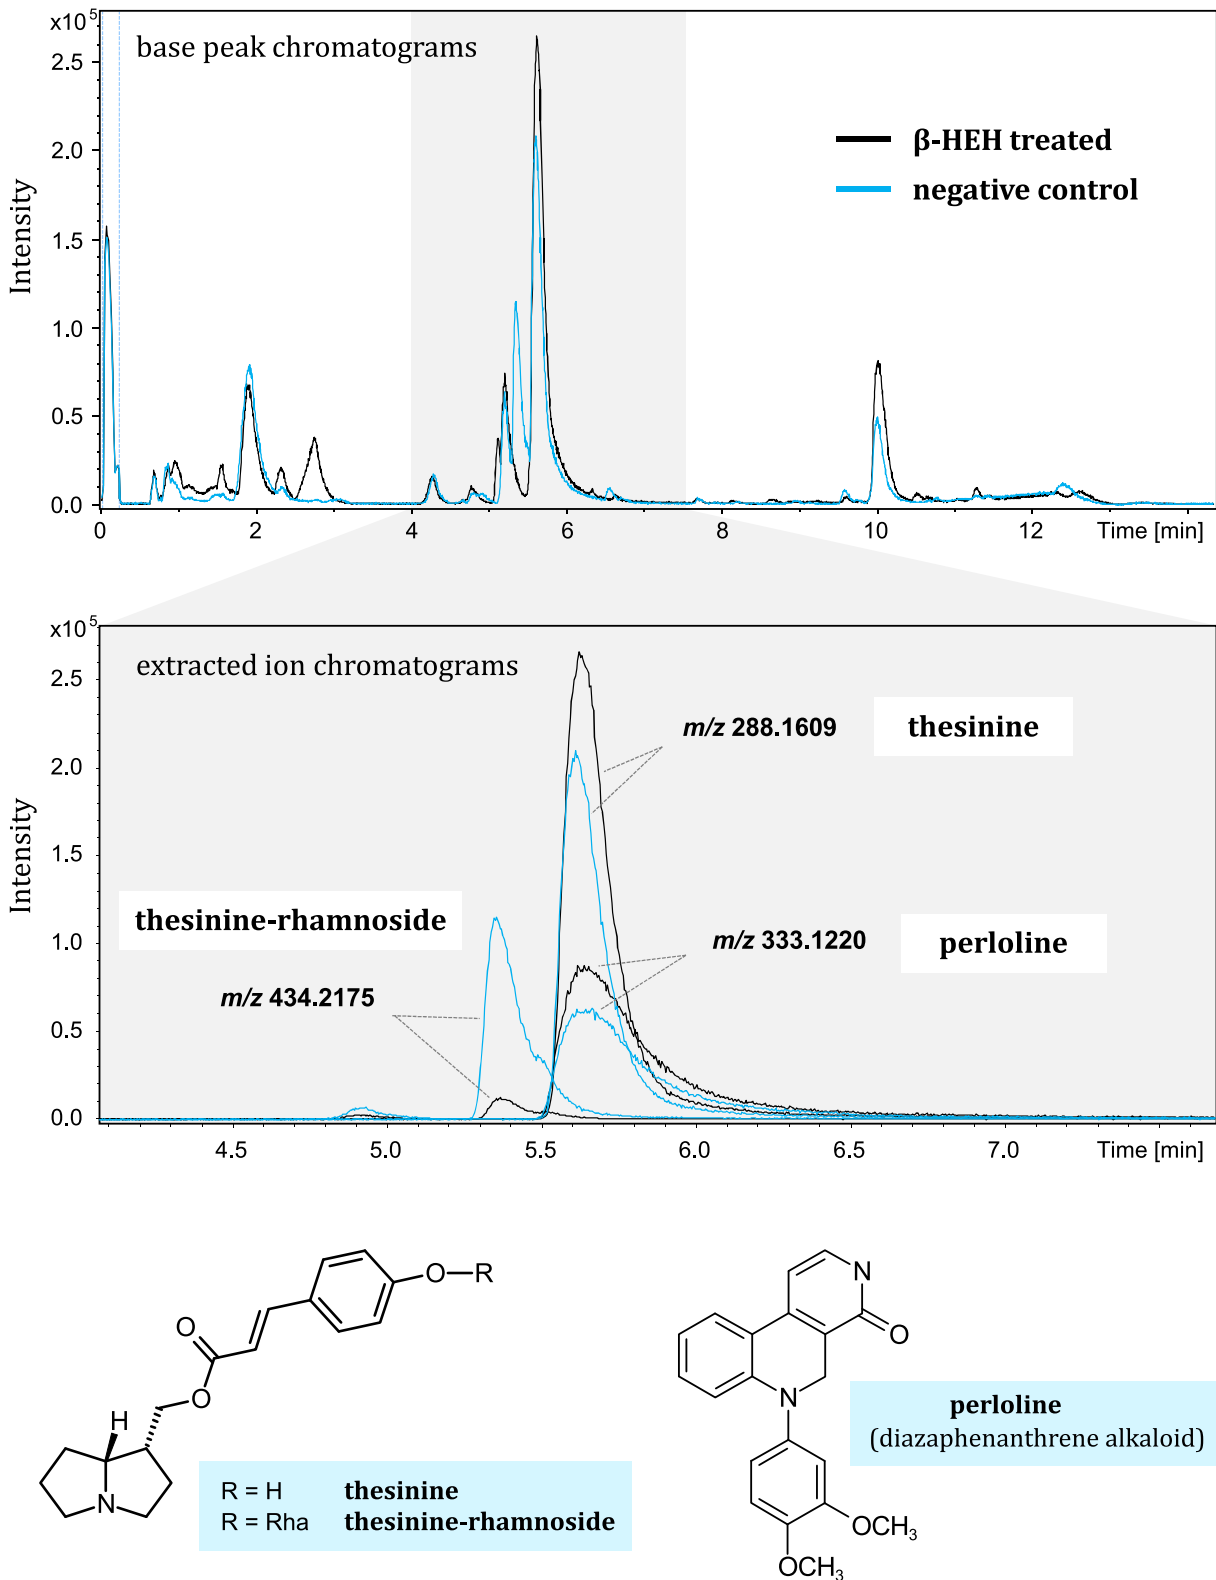 x10⁵
base peak chromatograms
2.5
2.0
1.5
1.0
0.5
0.0
Intensity
β-HEH treated
negative control
0 2 4 6 8 10 12 Time [min]
x10⁵
extracted ion chromatograms
2.5
2.0
1.5
1.0
0.5
0.0
Intensity
m/z 288.1609 thesinine
thesinine-rhamnoside
m/z 333.1220 perloline
m/z 434.2175
4.5 5.0 5.5 6.0 6.5 7.0 Time [min]
O R
O
O
H
N
R = H thesinine
R = Rha thesinine-rhamnoside
N
O
N
OCH₃
OCH₃
perloline
(diazaphenanthrene alkaloid)